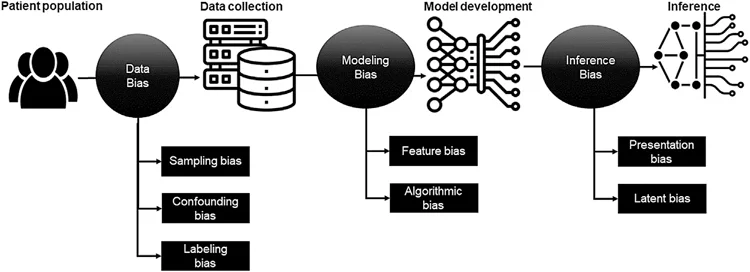 Patient population
Data collection
Model development
Inference
Data
Bias
Modeling
Bias
Inference
Bias
Sampling bias
Confounding
bias
Labeling
bias
Feature bias
Algorithmic
bias
Presentation
bias
Latent bias